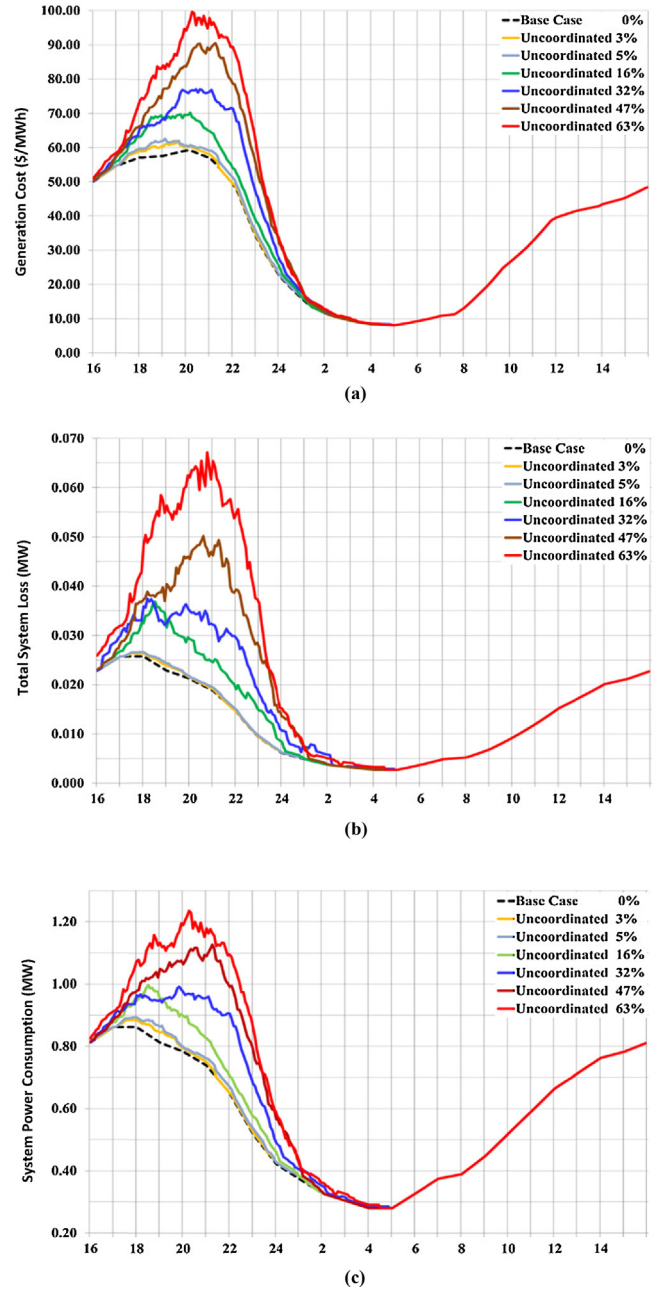 Generation Cost ($/MWh)
100.00
90.00
80.00
70.00
60.00
50.00
40.00
30.00
20.00
10.00
0.00
Base Case 0%
Uncoordinated 3%
Uncoordinated 5%
Uncoordinated 16%
Uncoordinated 32%
Uncoordinated 47%
Uncoordinated 63%
16 18 20 22 24 2 4 6 8 10 12 14
(a)
Total System Loss (MW)
0.070
0.060
0.050
0.040
0.030
0.020
0.010
0.000
Base Case 0%
Uncoordinated 3%
Uncoordinated 5%
Uncoordinated 16%
Uncoordinated 32%
Uncoordinated 47%
Uncoordinated 63%
16 18 20 22 24 2 4 6 8 10 12 14
(b)
System Power Consumption (MW)
1.20
1.00
0.80
0.60
0.40
0.20
Base Case 0%
Uncoordinated 3%
Uncoordinated 5%
Uncoordinated 16%
Uncoordinated 32%
Uncoordinated 47%
Uncoordinated 63%
16 18 20 22 24 2 4 6 8 10 12 14
(c)